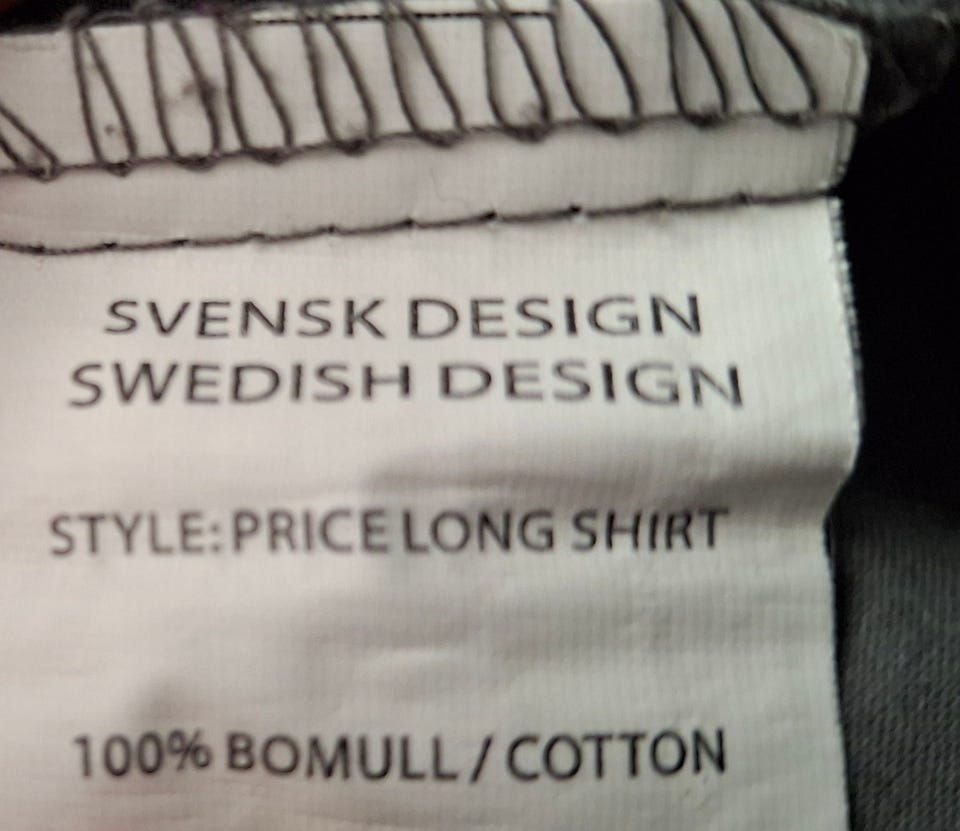 SVENSK DESIGN
SWEDISH DESIGN
STYLE: PRICE LONG SHIRT
100% BOMULL / COTTON